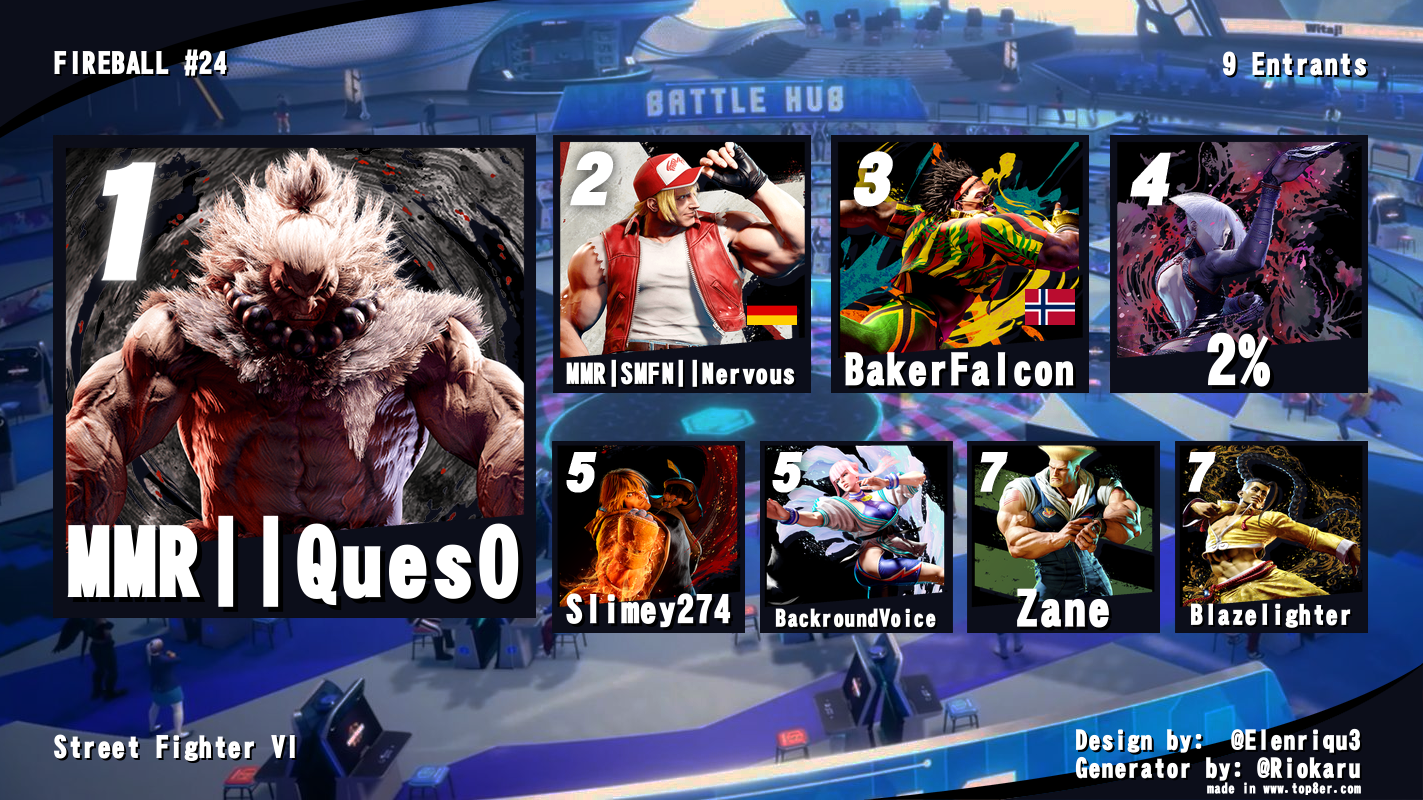 FIREBALL #24
9 Entrants
Witaj!
BATTLE HUB
1
2
3
4
MMR|SMFN||Nervous
BakerFalcon
2%
5
5
7
7
MMR||Ques0
Slimey274
BackroundVoice
Zane
Blazelighter
Street Fighter VI
Design by: @Elenriqu3
Generator by: @Riokaru
made in www.top8er.com